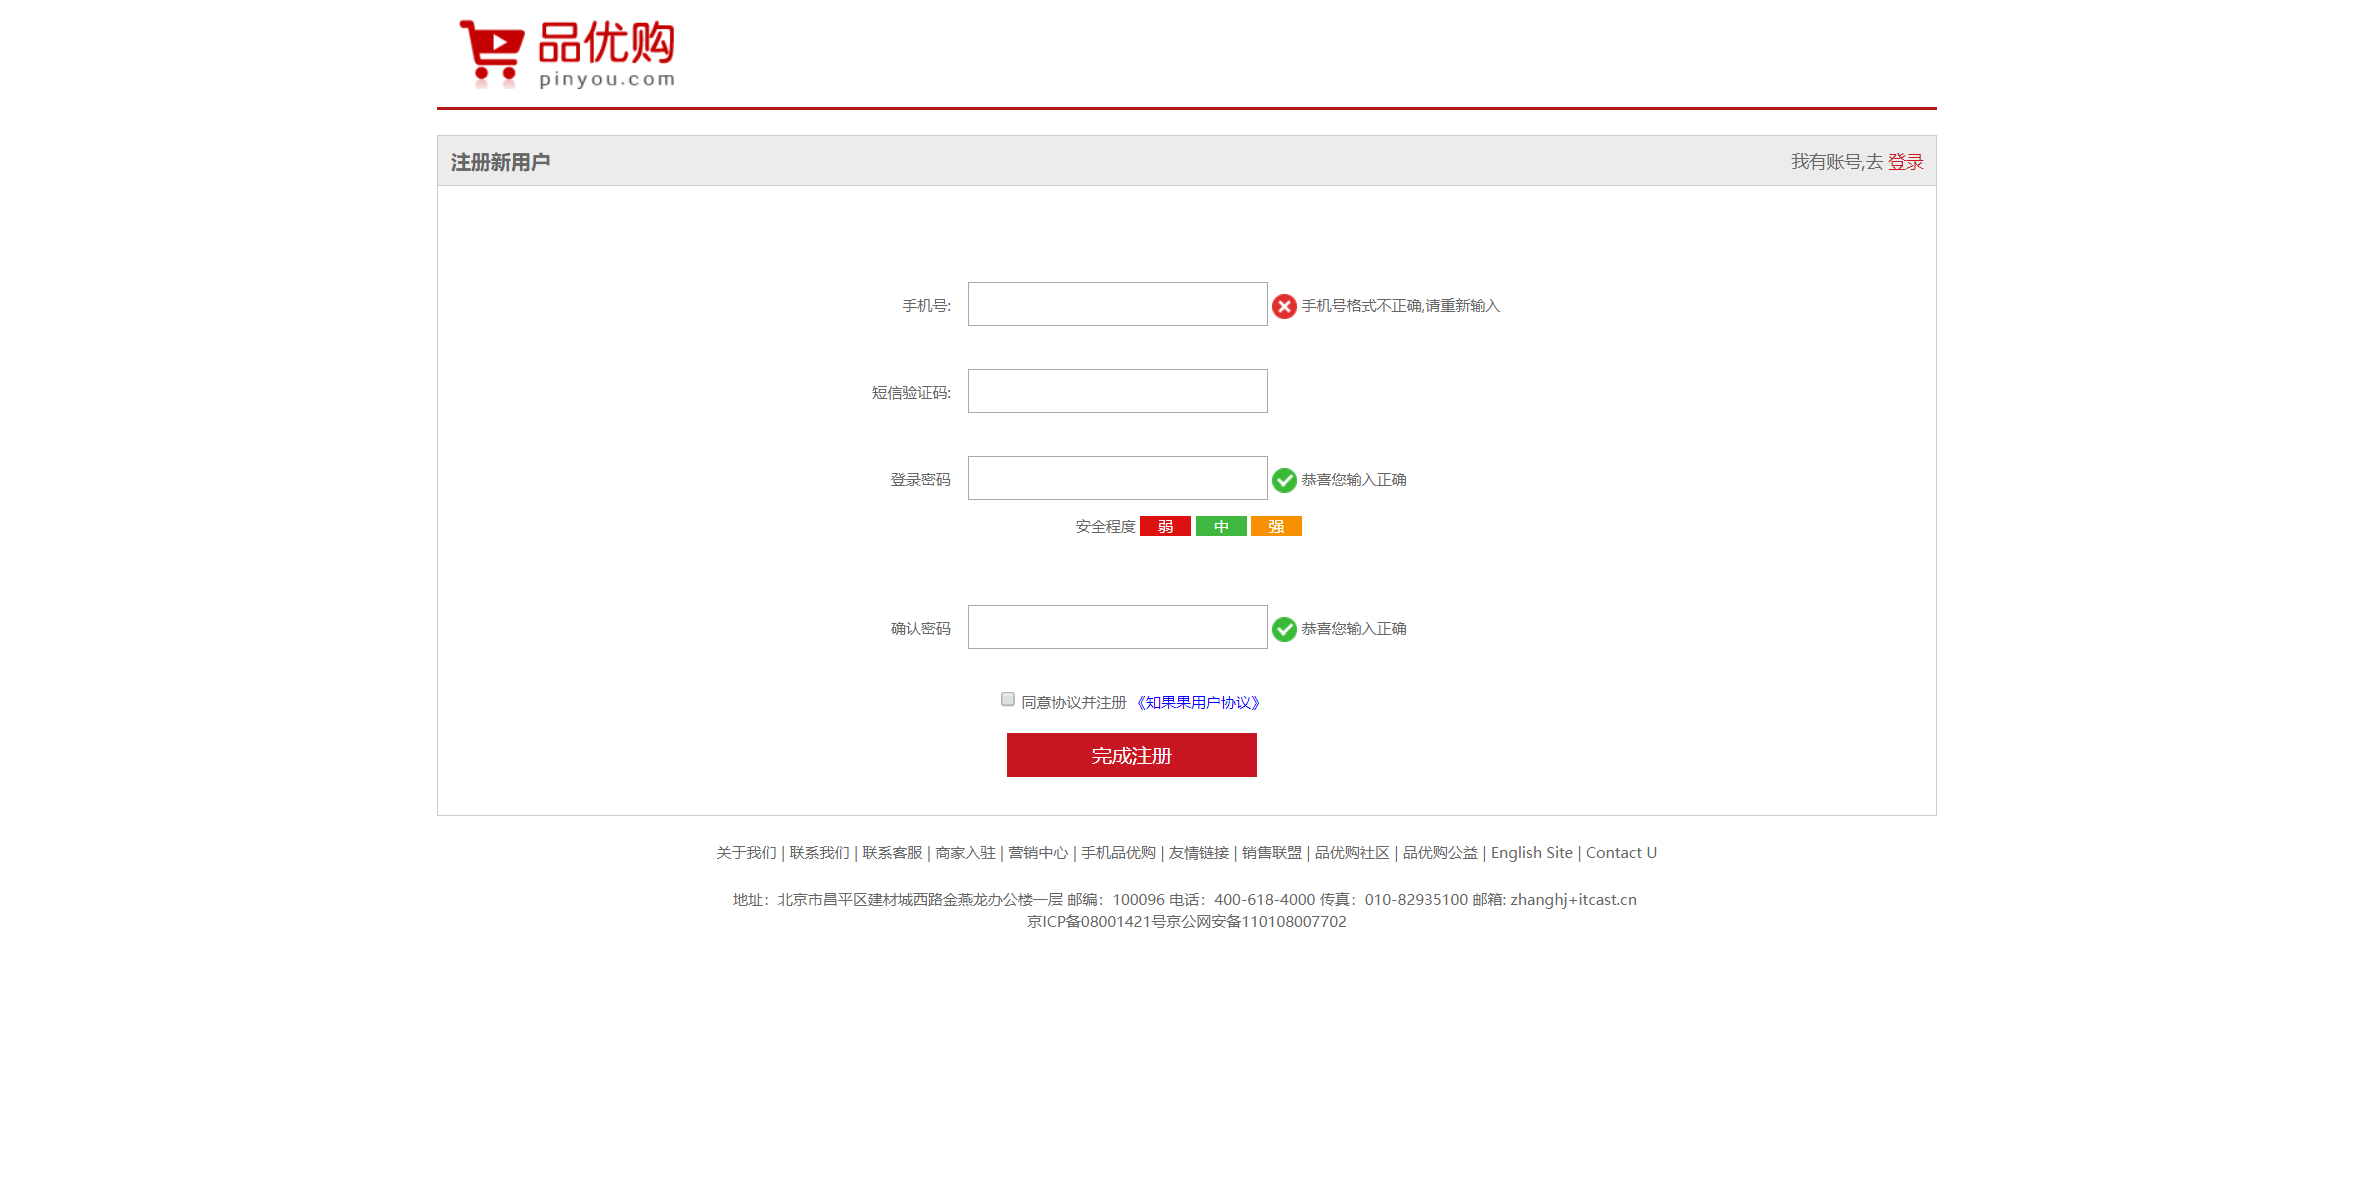 品优购
pinyou.com
注册新用户
我有账号,去 登录
手机号:
手机号格式不正确,请重新输入
短信验证码:
登录密码
恭喜您输入正确
安全程度 弱 中 强
确认密码
恭喜您输入正确
同意协议并注册 《知果果用户协议》
完成注册
关于我们 | 联系我们 | 联系客服 | 商家入驻 | 营销中心 | 手机品优购 | 友情链接 | 销售联盟 | 品优购社区 | 品优购公益 | English Site | Contact U
地址：北京市昌平区建材城西路金燕龙办公楼一层 邮编：100096 电话：400-618-4000 传真：010-82935100 邮箱: zhanghj+itcast.cn
京ICP备08001421号京公网安备110108007702